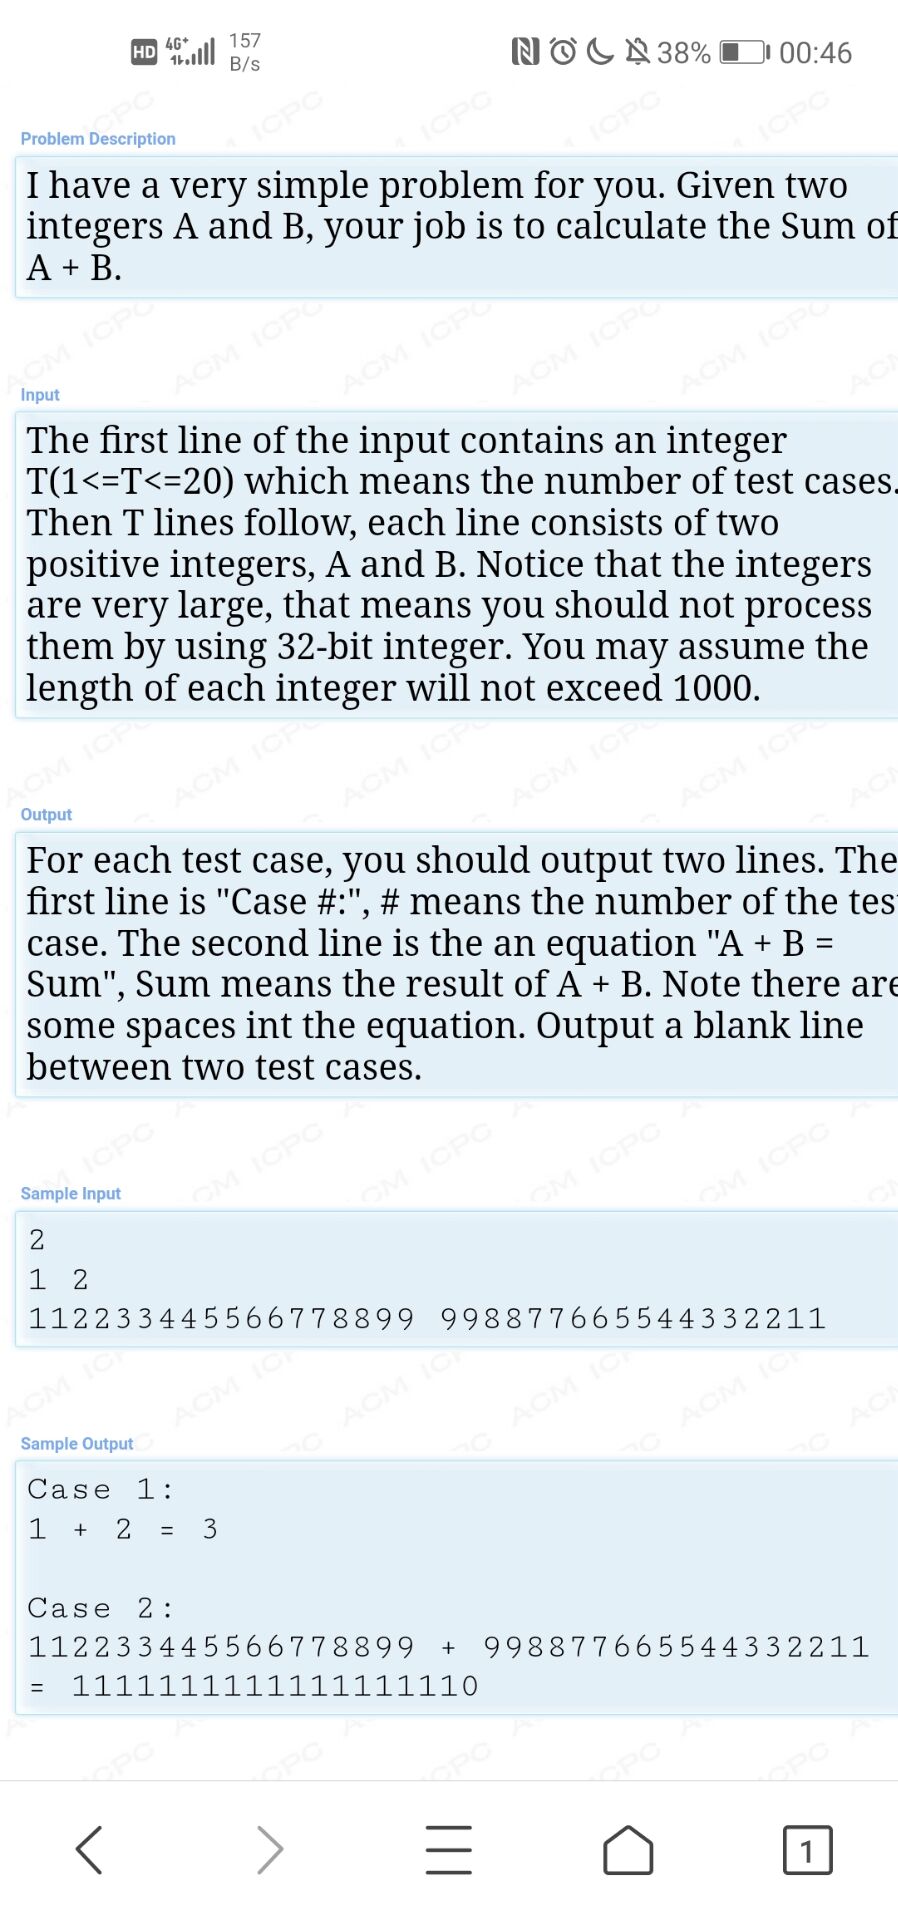 HD 4G+ 157 B/s 38% 00:46
Problem Description
I have a very simple problem for you. Given two
integers A and B, your job is to calculate the Sum of
A + B.
Input
The first line of the input contains an integer
T(1<=T<=20) which means the number of test cases.
Then T lines follow, each line consists of two
positive integers, A and B. Notice that the integers
are very large, that means you should not process
them by using 32-bit integer. You may assume the
length of each integer will not exceed 1000.
Output
For each test case, you should output two lines. The
first line is "Case #:", # means the number of the tes
case. The second line is the an equation "A + B =
Sum", Sum means the result of A + B. Note there are
some spaces int the equation. Output a blank line
between two test cases.
Sample Input
2
1 2
112233445566778899 998877665544332211
Sample Output
Case 1:
1 + 2 = 3
Case 2:
112233445566778899 + 998877665544332211
= 1111111111111111110
1